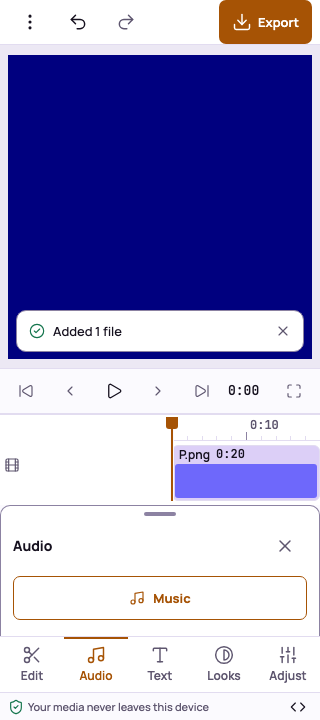 Export
Added 1 file
0:00
0:10
P.png 0:20
Audio
Music
Edit Audio Text Looks Adjust
Your media never leaves this device